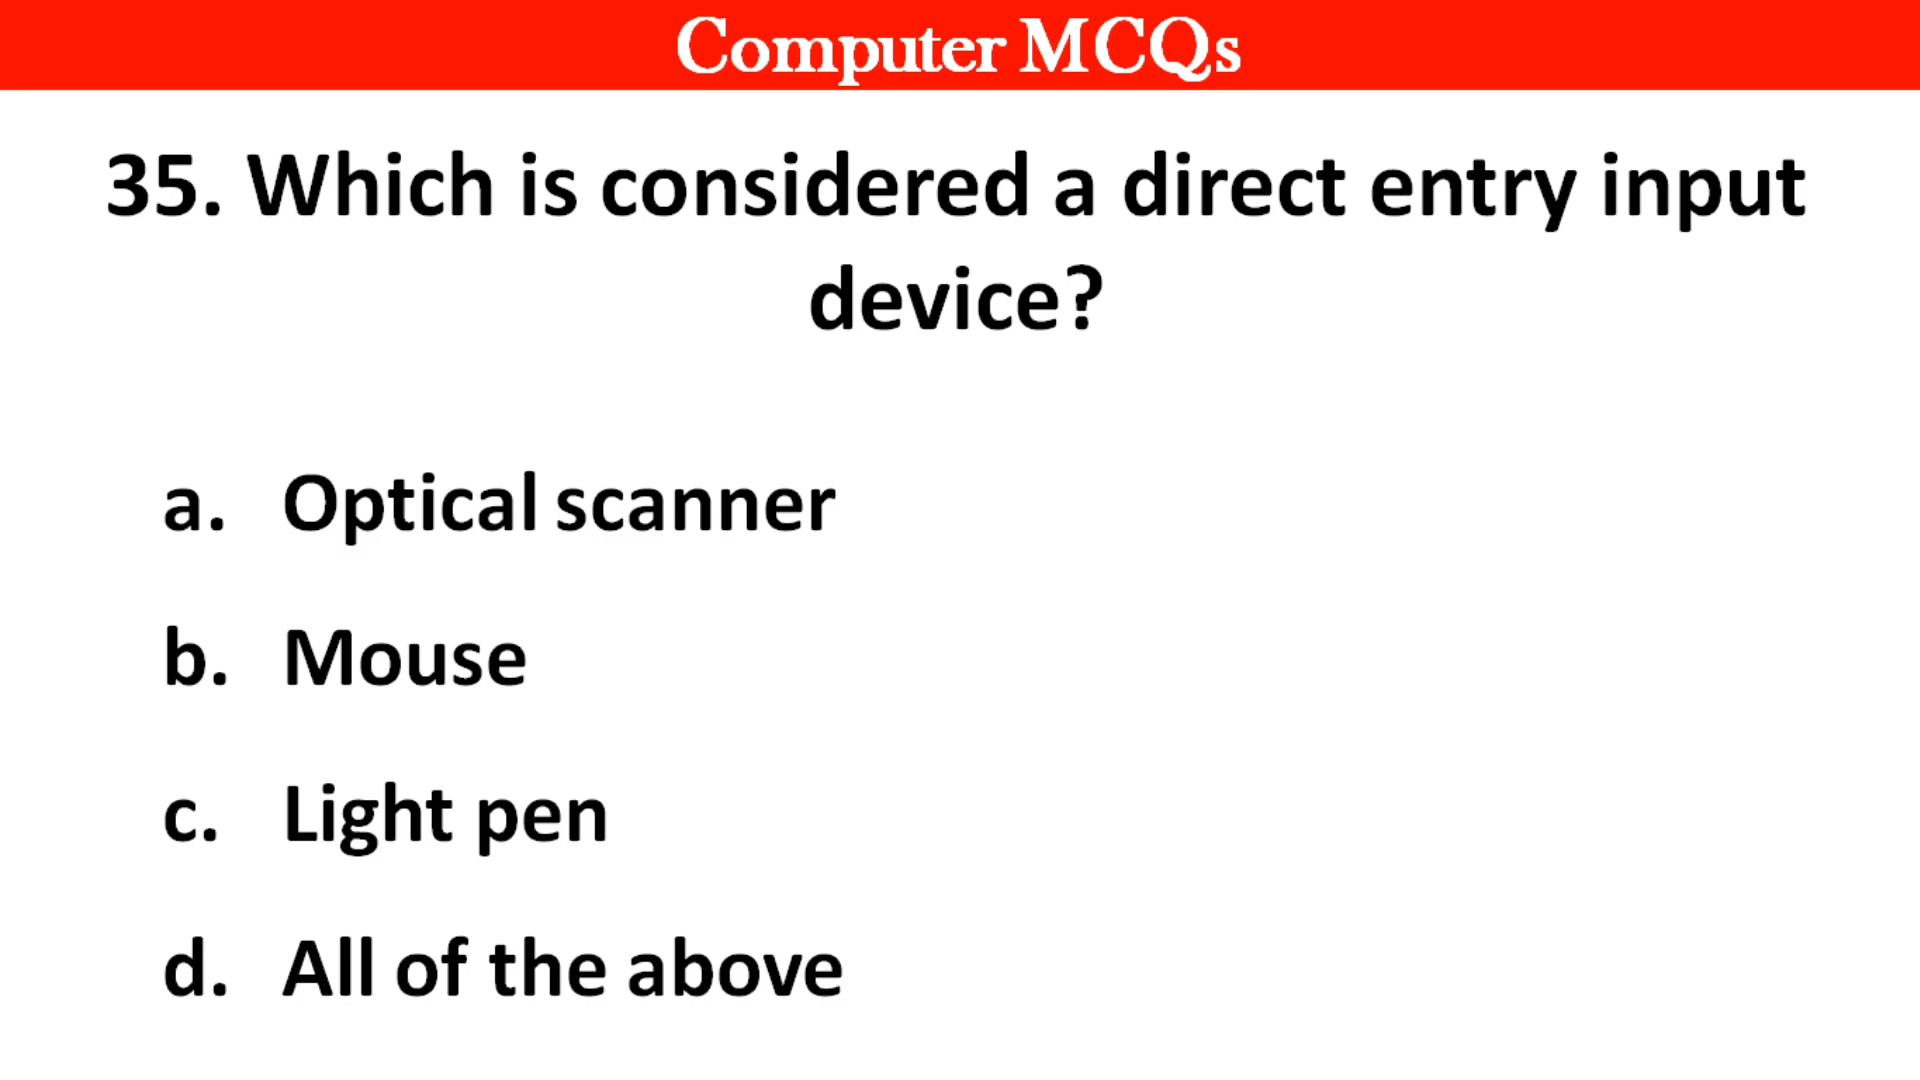 Computer MCQs
35. Which is considered a direct entry input
device?
a. Optical scanner
b. Mouse
c. Light pen
d. All of the above